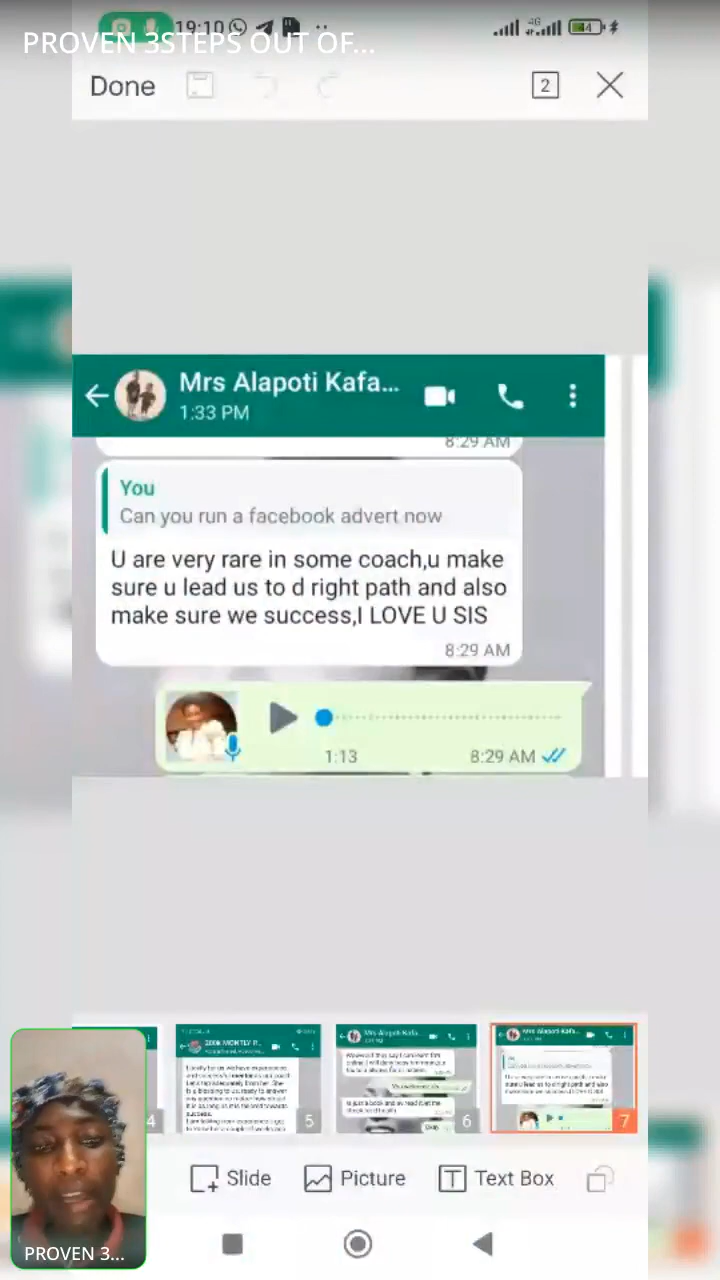 19:10
4G
44
PROVEN 3STEPS OUT OF...
Done
2
Mrs Alapoti Kafa...
1:33 PM
8:29 AM
You
Can you run a facebook advert now
U are very rare in some coach,u make
sure u lead us to d right path and also
make sure we success,I LOVE U SIS
8:29 AM
1:13
8:29 AM
4
5
6
7
Slide
Picture
Text Box
PROVEN 3...